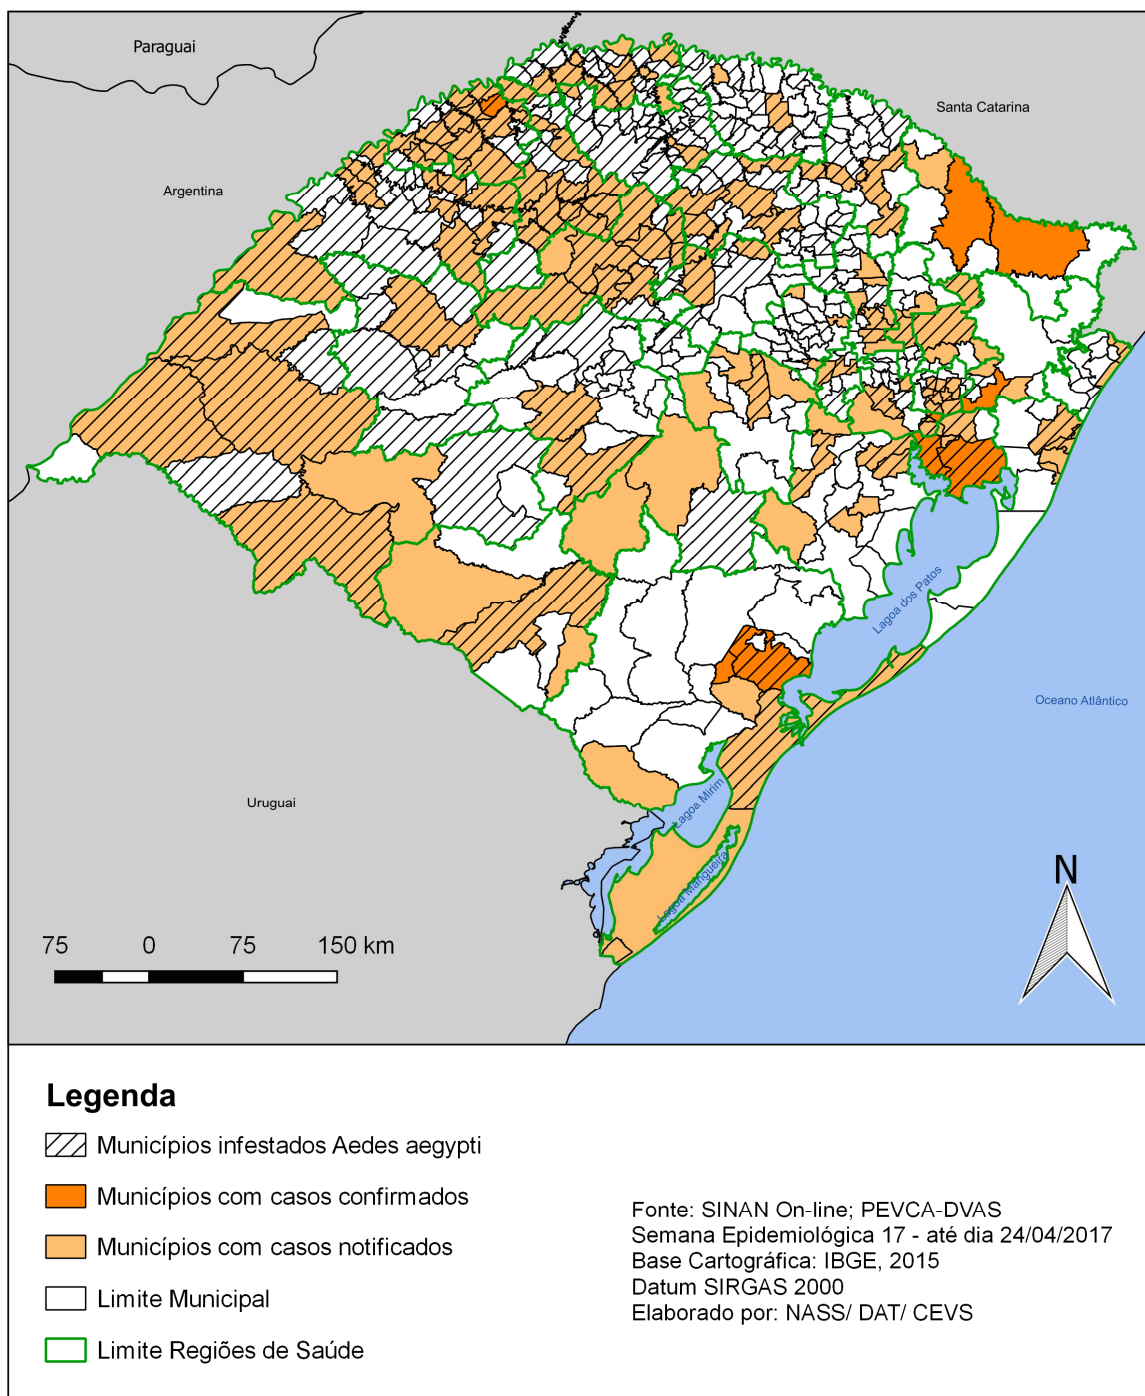 Paraguai
Santa Catarina
Argentina
Lagoa dos Patos
Oceano Atlântico
Uruguai
Lagoa Mirim
Lagoa Mangueira
N
75 0 75 150 km
Legenda
Municípios infestados Aedes aegypti
Municípios com casos confirmados
Municípios com casos notificados
Limite Municipal
Limite Regiões de Saúde
Fonte: SINAN On-line; PEVCA-DVAS
Semana Epidemiológica 17 - até dia 24/04/2017
Base Cartográfica: IBGE, 2015
Datum SIRGAS 2000
Elaborado por: NASS/ DAT/ CEVS